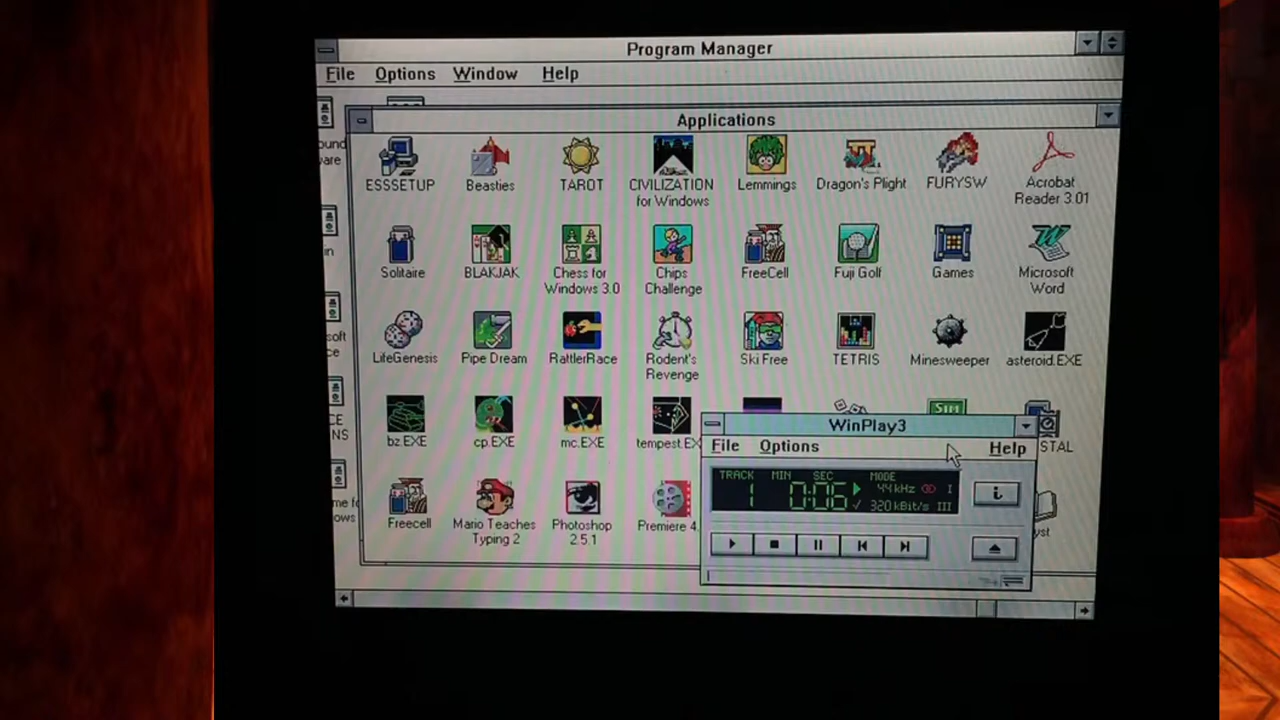 Program Manager
File Options Window Help
Applications
ESSSETUP Beasties TAROT CIVILIZATION for Windows Lemmings Dragon's Plight FURYSW Acrobat Reader 3.01
Solitaire BLAKJAK Chess for Windows 3.0 Chips Challenge FreeCell Fuji Golf Games Microsoft Word
LifeGenesis Pipe Dream RattlerRace Rodent's Revenge Ski Free TETRIS Minesweeper asteroid.EXE
bz.EXE cp.EXE mc.EXE tempest.EX SIM STAL
WinPlay3
File Options Help
TRACK MIN SEC MODE
1 0:06 44kHz I
320kBit/s III
i
Freecell Mario Teaches Typing 2 Photoshop 2.5.1 Premiere 4